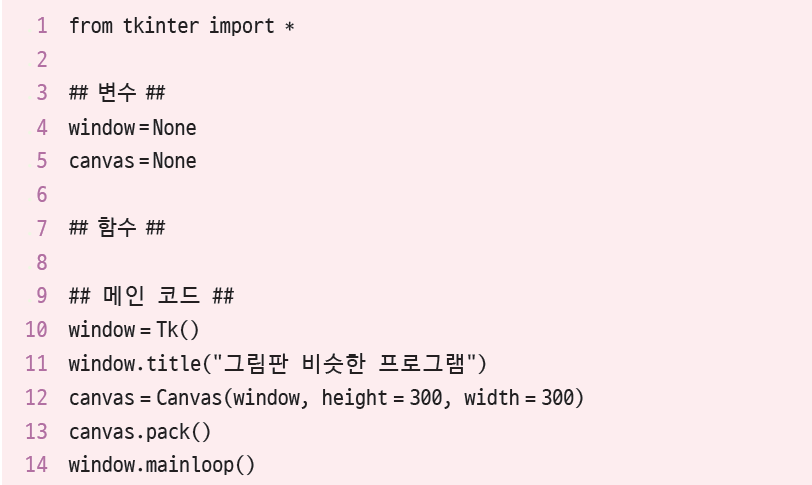 1 from tkinter import *
2
3 ## 변수 ##
4 window=None
5 canvas=None
6
7 ## 함수 ##
8
9 ## 메인 코드 ##
10 window=Tk()
11 window.title("그림판 비슷한 프로그램")
12 canvas=Canvas(window, height=300, width=300)
13 canvas.pack()
14 window.mainloop()